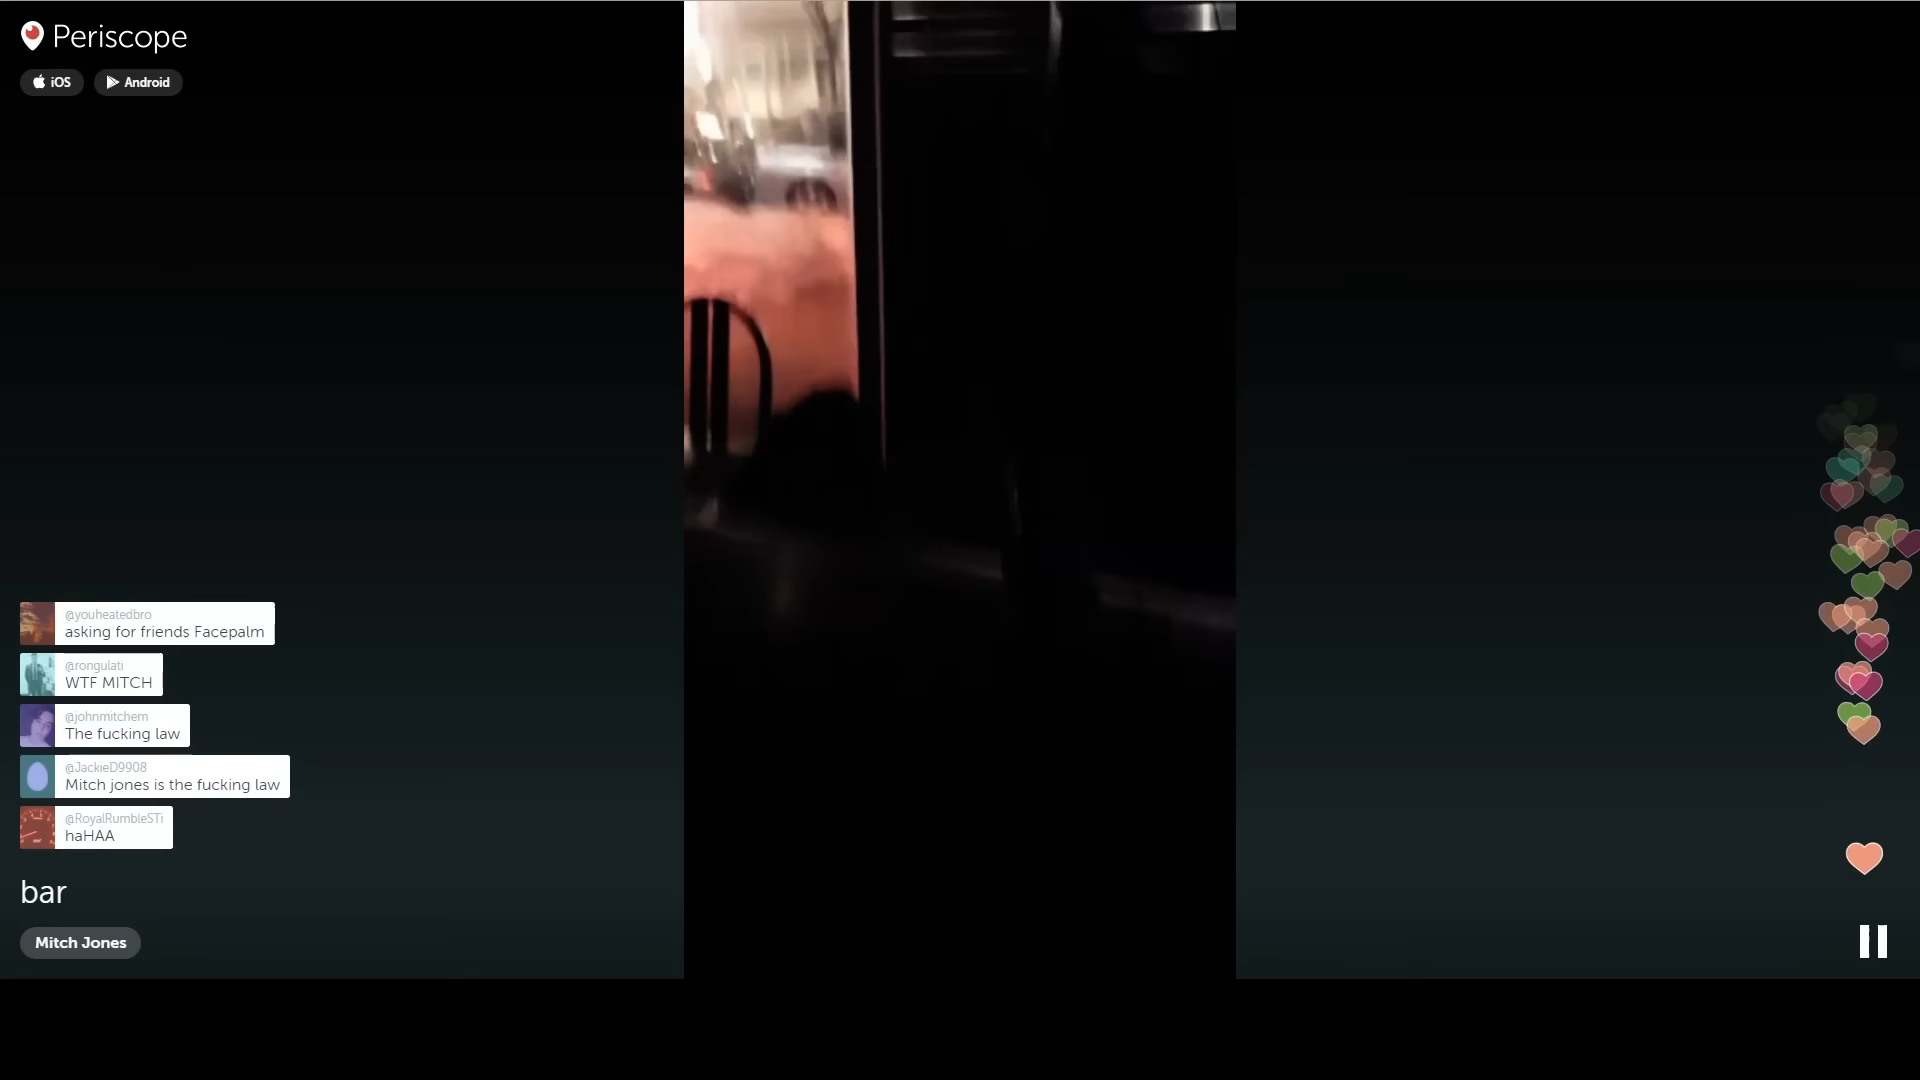 Periscope
iOS
Android
@youheatedbro
asking for friends Facepalm
@rongulati
WTF MITCH
@johnmitchem
The fucking law
@JackieD9908
Mitch jones is the fucking law
@RoyalRumbleSTi
haHAA
bar
Mitch Jones